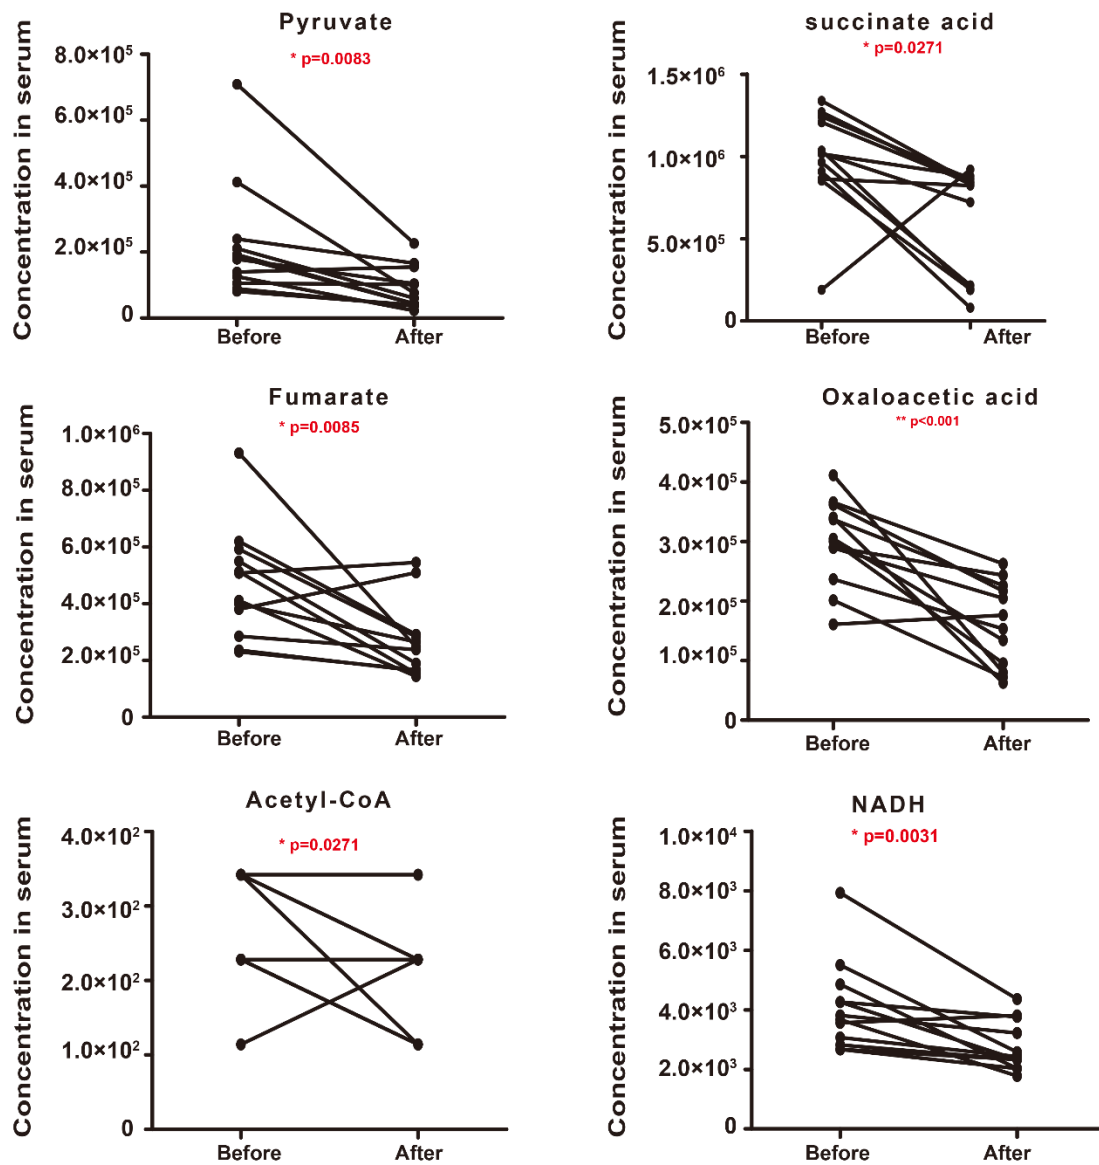 Pyruvate
* p=0.0083
Concentration in serum
8.0×10⁵
6.0×10⁵
4.0×10⁵
2.0×10⁵
0
Before After
succinate acid
* p=0.0271
Concentration in serum
1.5×10⁶
1.0×10⁶
5.0×10⁵
0
Before After
Fumarate
* p=0.0085
Concentration in serum
1.0×10⁶
8.0×10⁵
6.0×10⁵
4.0×10⁵
2.0×10⁵
0
Before After
Oxaloacetic acid
** p<0.001
Concentration in serum
5.0×10⁵
4.0×10⁵
3.0×10⁵
2.0×10⁵
1.0×10⁵
0
Before After
Acetyl-CoA
* p=0.0271
Concentration in serum
4.0×10²
3.0×10²
2.0×10²
1.0×10²
0
Before After
NADH
* p=0.0031
Concentration in serum
1.0×10⁴
8.0×10³
6.0×10³
4.0×10³
2.0×10³
0
Before After